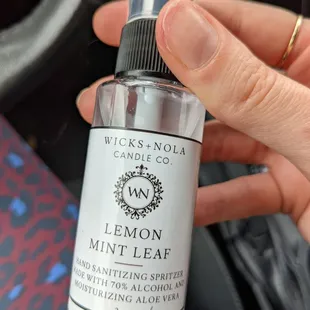 WICKS + NOLA
CANDLE CO.
WN
LEMON
MINT LEAF
HAND SANITIZING SPRITZER
MADE WITH 70% ALCOHOL AND
MOISTURIZING ALOE VERA